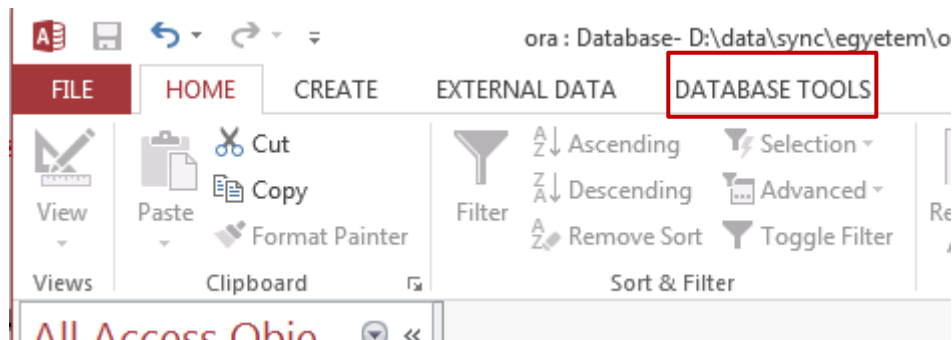 ora : Database- D:\data\sync\egyetem\o
FILE HOME CREATE EXTERNAL DATA DATABASE TOOLS
Cut
Copy
Format Painter
View
Paste
Filter
Ascending
Descending
Remove Sort
Selection
Advanced
Toggle Filter
Re
Views Clipboard Sort & Filter
All Access Obje